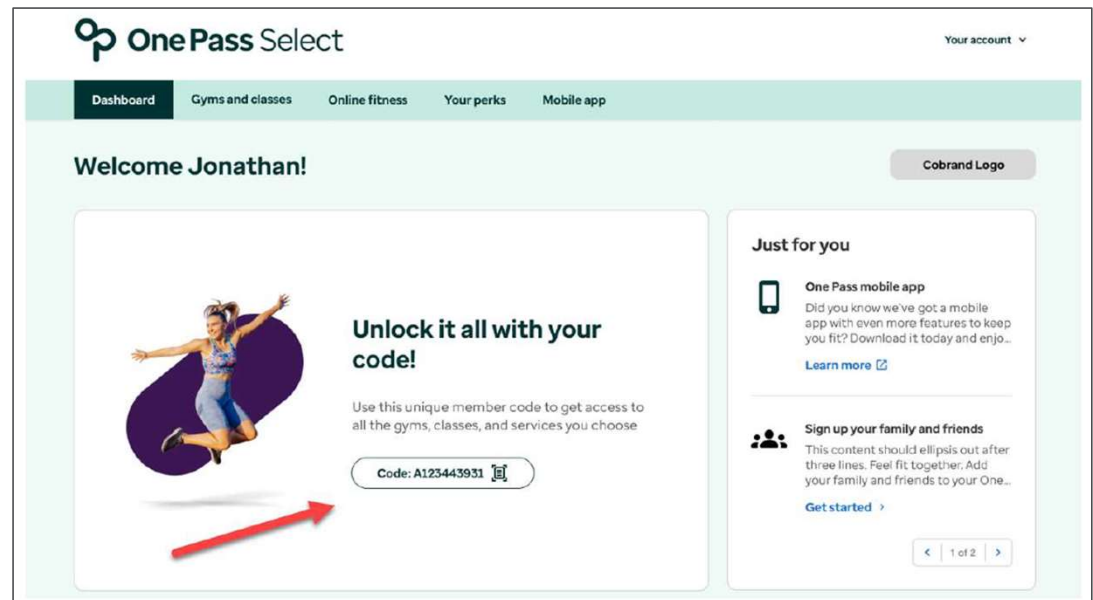 One Pass Select
Your account
Dashboard
Gyms and classes
Online fitness
Your perks
Mobile app
Welcome Jonathan!
Cobrand Logo
Unlock it all with your
code!
Use this unique member code to get access to
all the gyms, classes, and services you choose
Code: A123443931
Just for you
One Pass mobile app
Did you know we've got a mobile
app with even more features to keep
you fit? Download it today and enjo...
Learn more
Sign up your family and friends
This content should ellipsis out after
three lines. Feel fit together. Add
your family and friends to your One...
Get started >
< 1 of 2 >